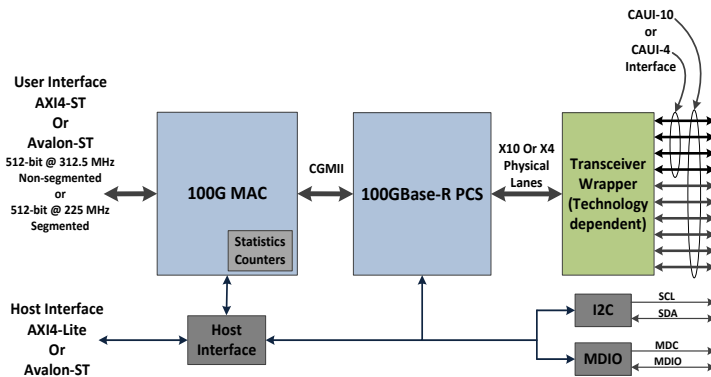 CAUI-10
or
CAUI-4
Interface
User Interface
AXI4-ST
Or
Avalon-ST
512-bit @ 312.5 MHz
Non-segmented
or
512-bit @ 225 MHz
Segmented
100G MAC
Statistics
Counters
CGMII
100GBase-R PCS
X10 Or X4
Physical
Lanes
Transceiver
Wrapper
(Technology
dependent)
Host Interface
AXI4-Lite
Or
Avalon-ST
Host
Interface
I2C
SCL
SDA
MDIO
MDC
MDIO